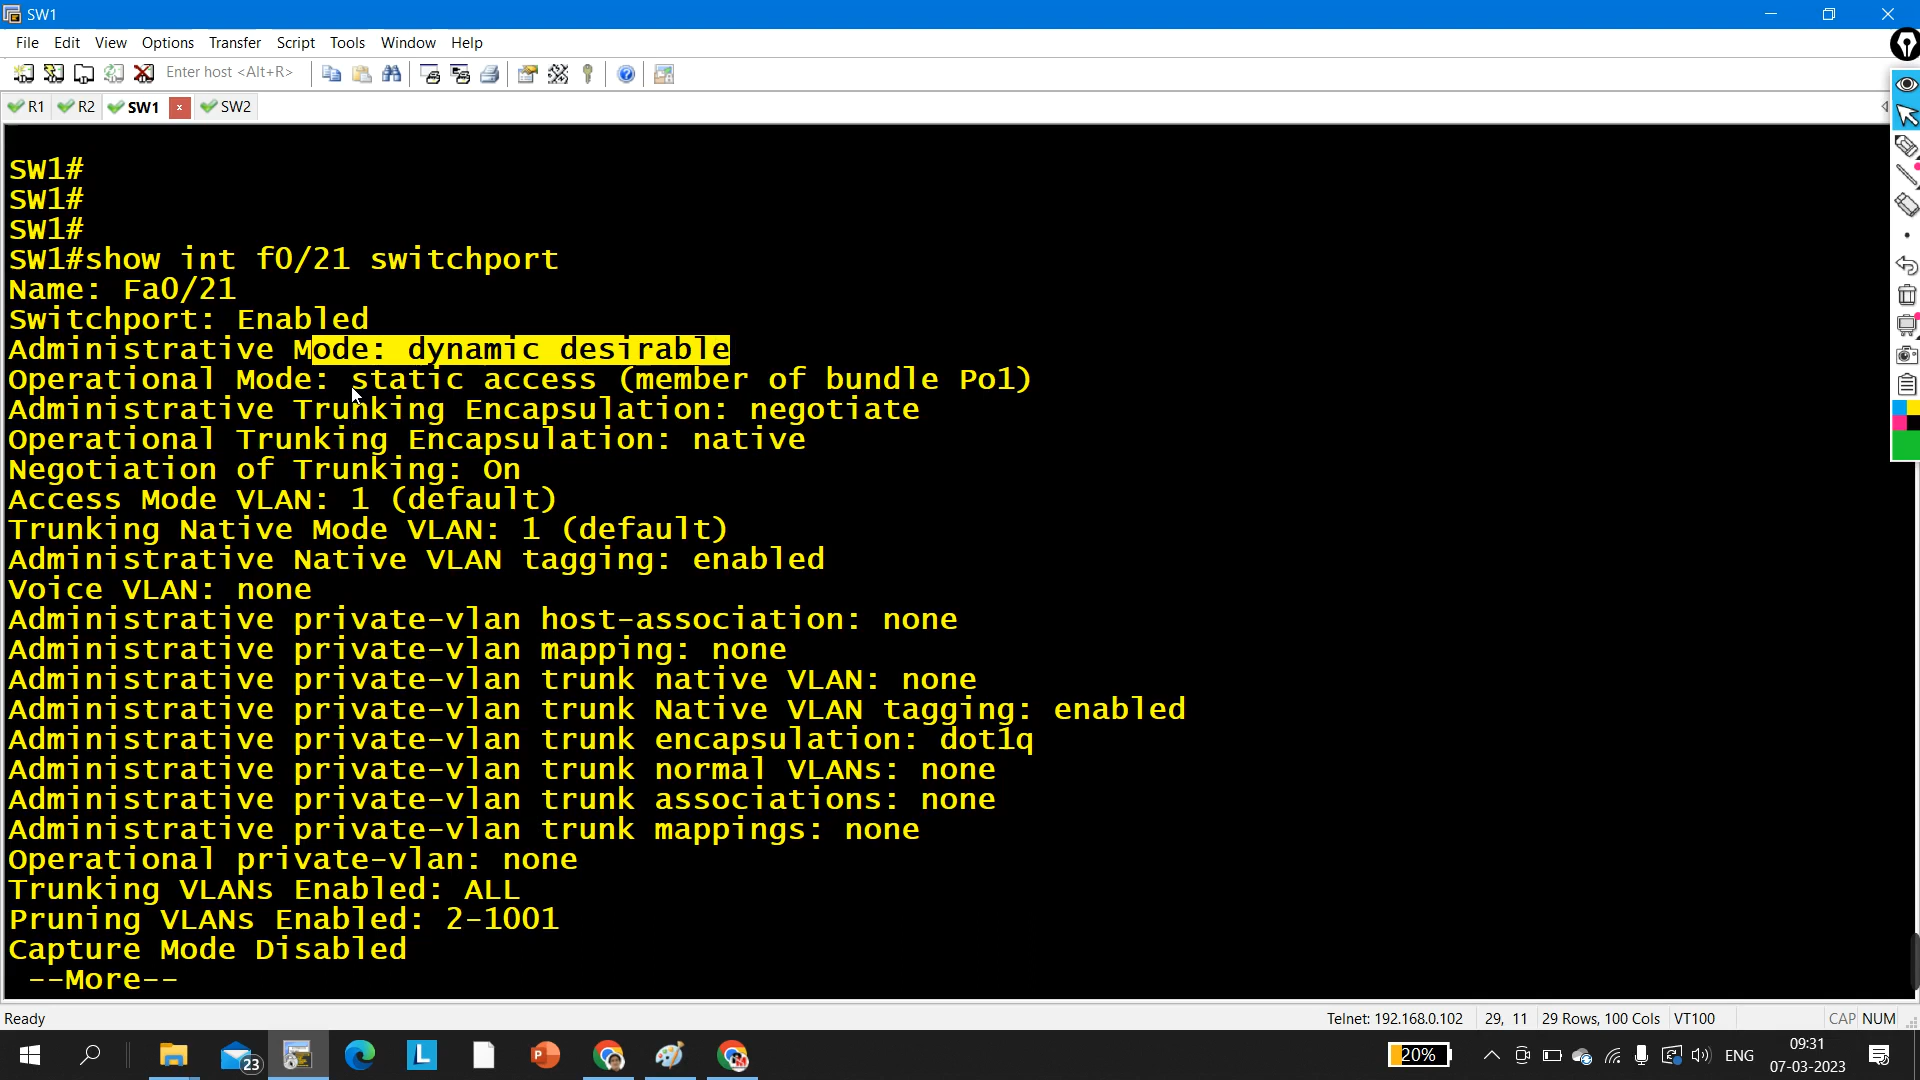 SW1
File Edit View Options Transfer Script Tools Window Help
Enter host <Alt+R>
R1 R2 SW1 x SW2
SW1#
SW1#
SW1#
SW1#show int f0/21 switchport
Name: Fa0/21
Switchport: Enabled
Administrative Mode: dynamic desirable
Operational Mode: static access (member of bundle Po1)
Administrative Trunking Encapsulation: negotiate
Operational Trunking Encapsulation: native
Negotiation of Trunking: On
Access Mode VLAN: 1 (default)
Trunking Native Mode VLAN: 1 (default)
Administrative Native VLAN tagging: enabled
Voice VLAN: none
Administrative private-vlan host-association: none
Administrative private-vlan mapping: none
Administrative private-vlan trunk native VLAN: none
Administrative private-vlan trunk Native VLAN tagging: enabled
Administrative private-vlan trunk encapsulation: dot1q
Administrative private-vlan trunk normal VLANs: none
Administrative private-vlan trunk associations: none
Administrative private-vlan trunk mappings: none
Operational private-vlan: none
Trunking VLANs Enabled: ALL
Pruning VLANs Enabled: 2-1001
Capture Mode Disabled
--More--
Ready Telnet: 192.168.0.102 29, 11 29 Rows, 100 Cols VT100 CAP NUM
23 L P 20% ENG 09:31
07-03-2023